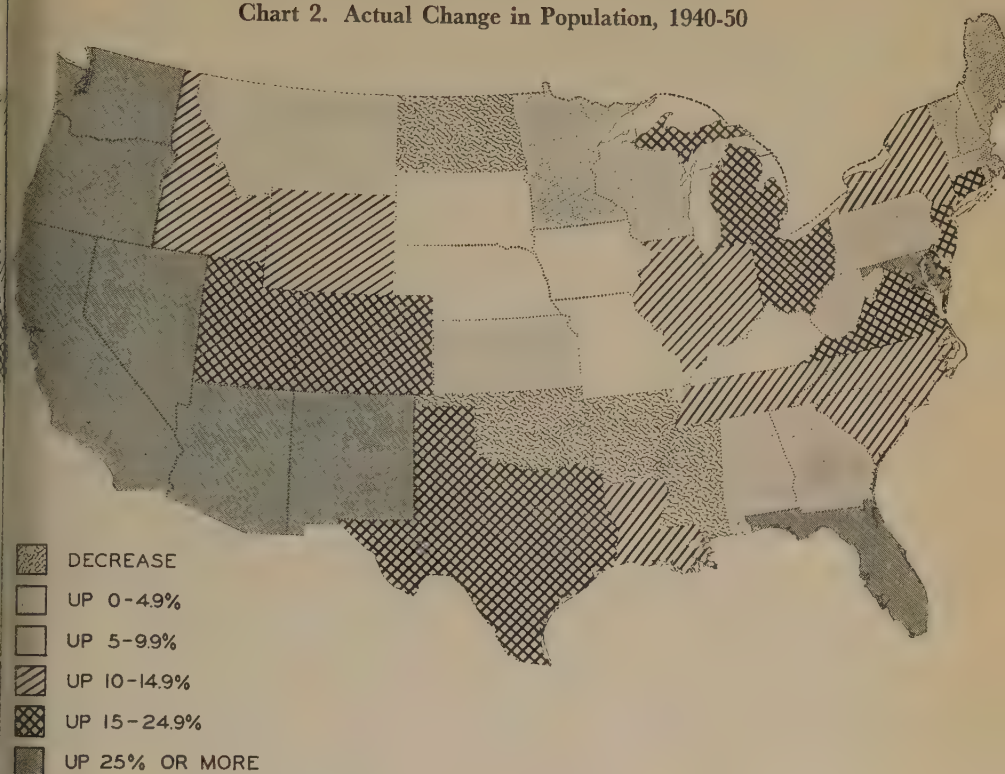 Chart 2. Actual Change in Population, 1940-50
DECREASE
UP 0-4.9%
UP 5-9.9%
UP 10-14.9%
UP 15-24.9%
UP 25% OR MORE